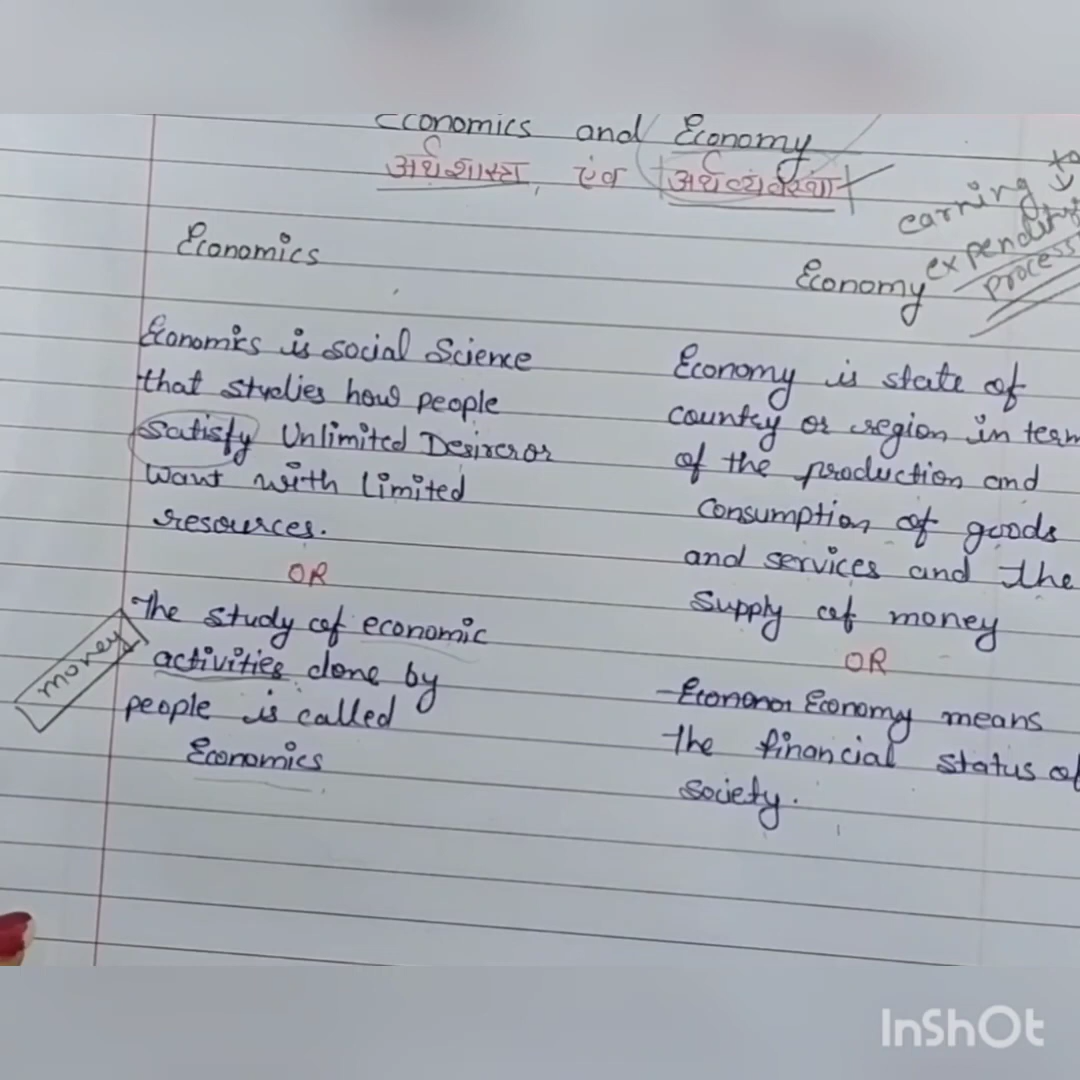 Economics and Economy
अर्थशास्त्र, एंव अर्थव्यवस्था
earning
expenditure
process
Economics
Economy
Economics is social Science
that studies how people
satisfy Unlimited Desires or
want with limited
resources.
OR
The study of economic
activities done by
people is called
Economics
money
Economy is state of
country or region in term
of the production and
consumption of goods
and services and the
supply of money
OR
Economy means
the financial status of
society.
InShOt